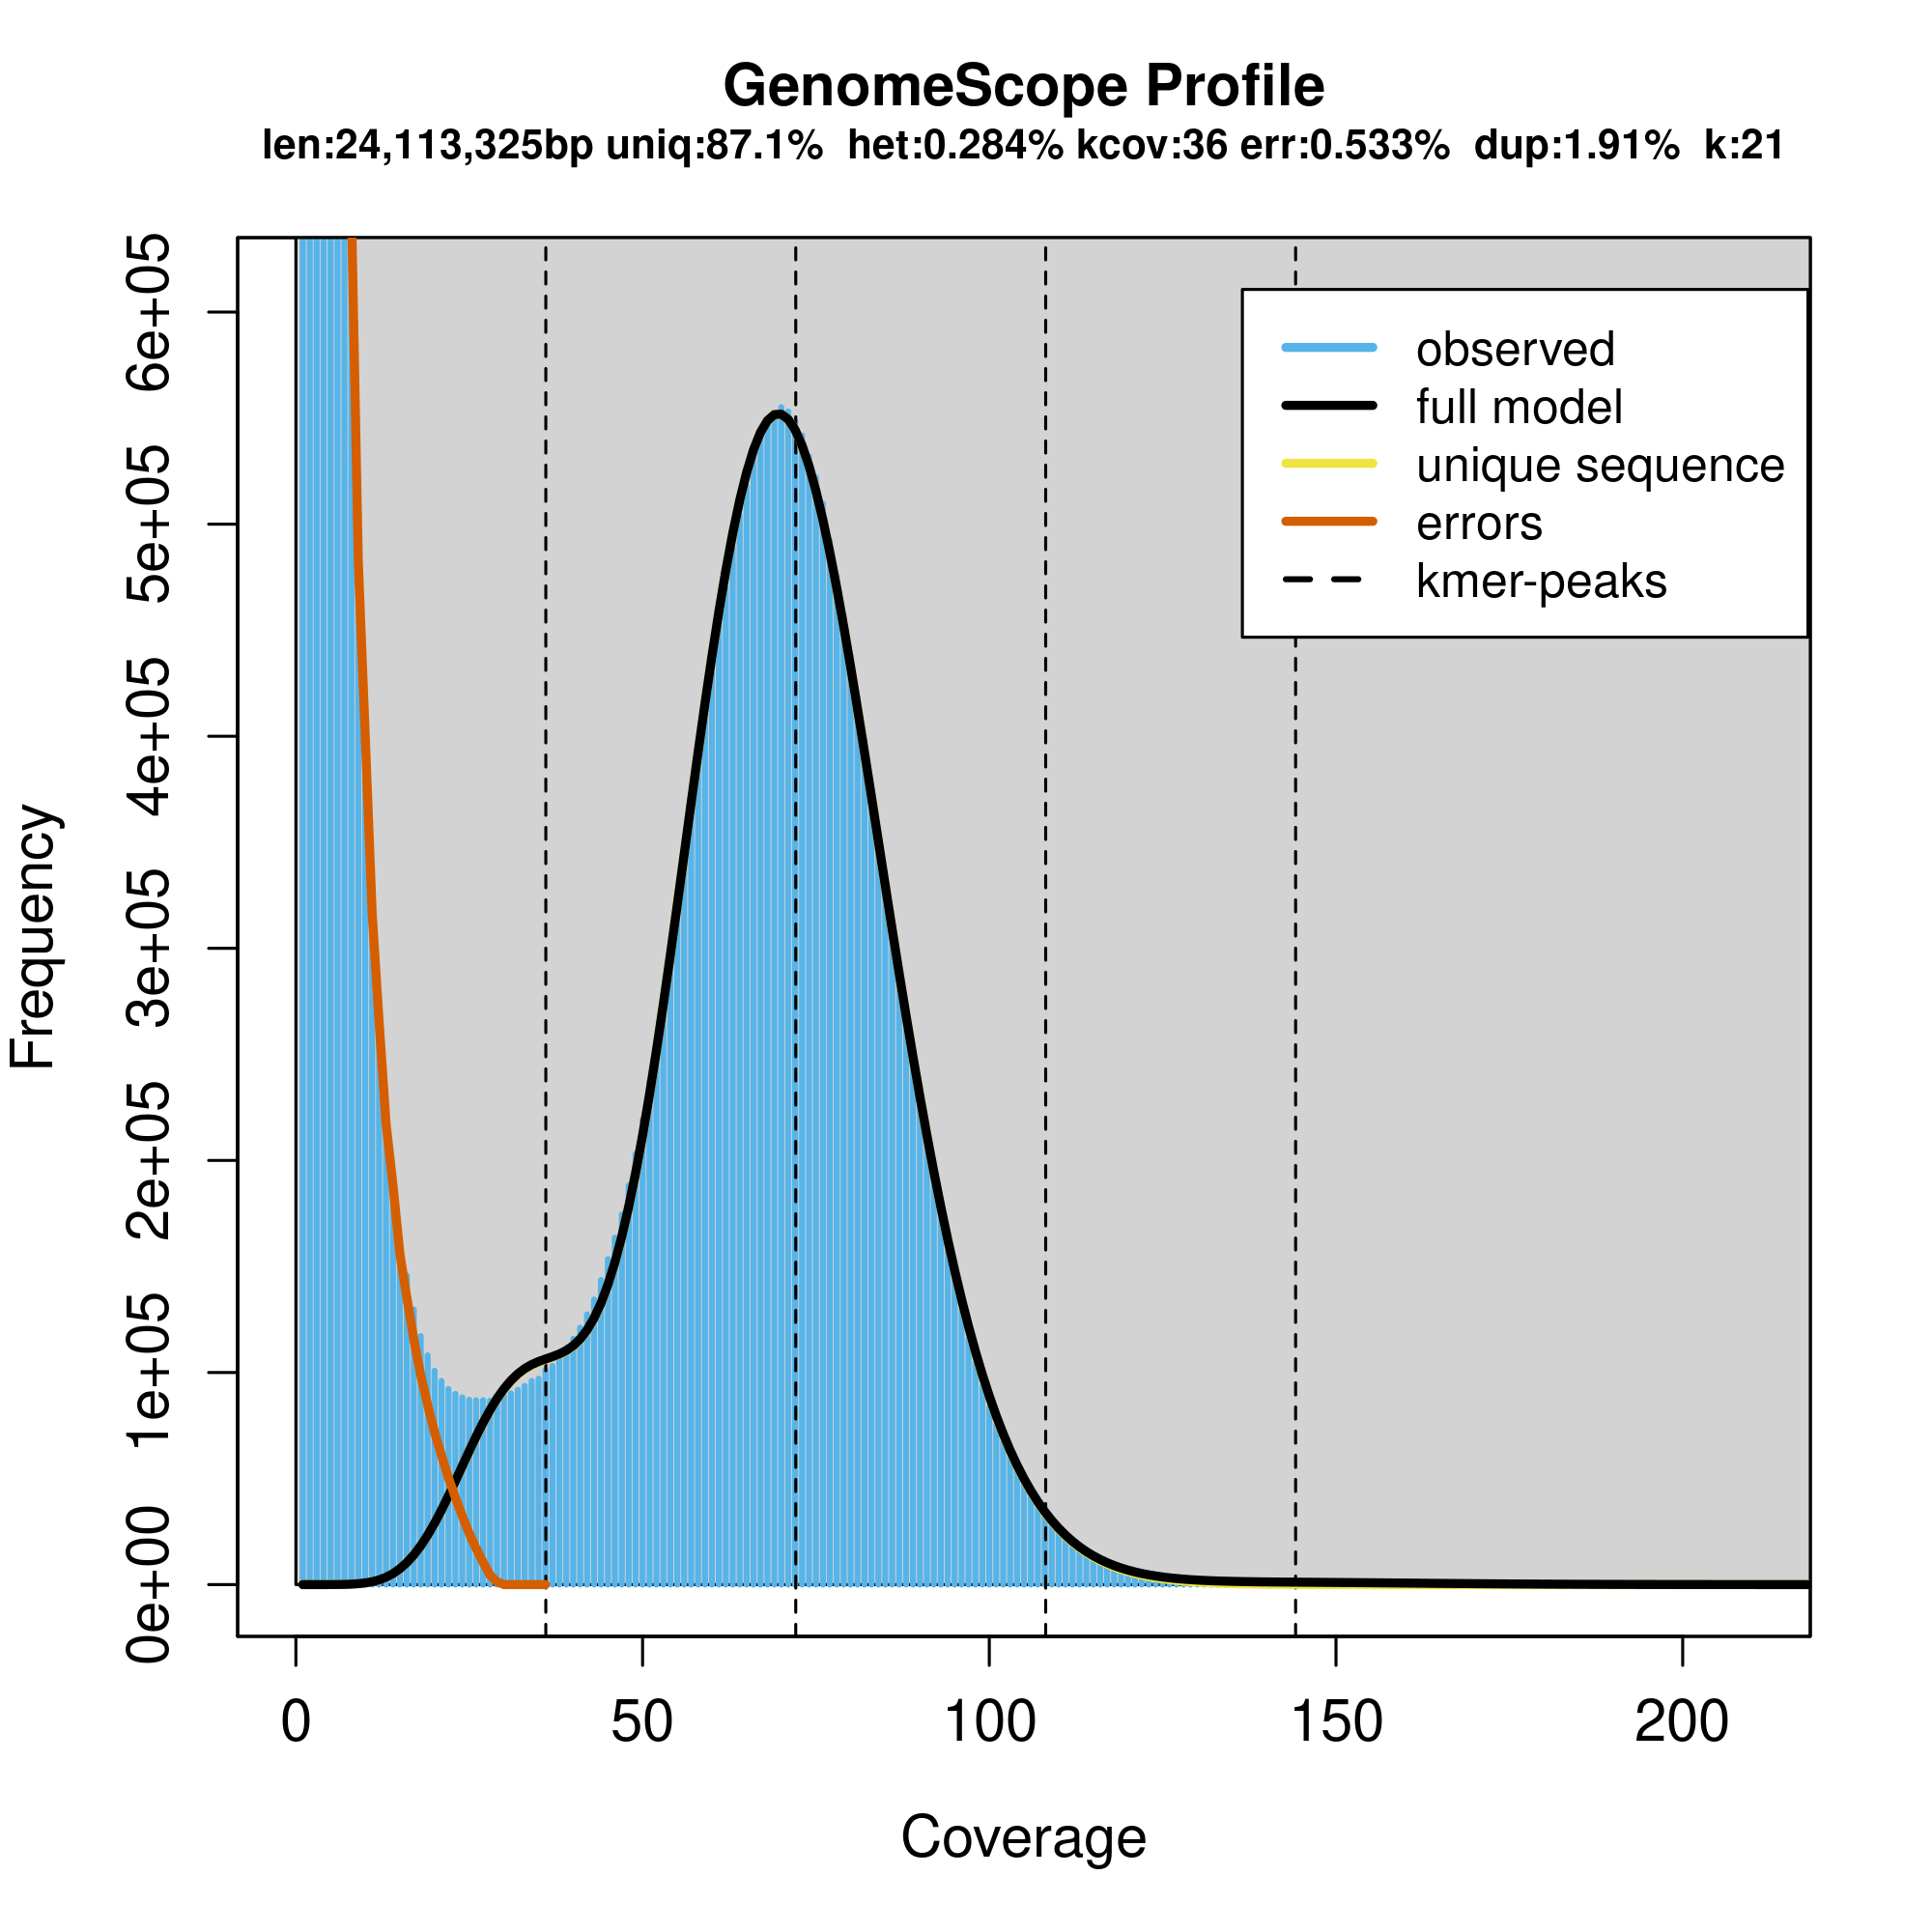 GenomeScope Profile
len:24,113,325bp uniq:87.1% het:0.284% kcov:36 err:0.533% dup:1.91% k:21
Frequency
6e+05
5e+05
4e+05
3e+05
2e+05
1e+05
0e+00
observed
full model
unique sequence
errors
kmer-peaks
0 50 100 150 200
Coverage